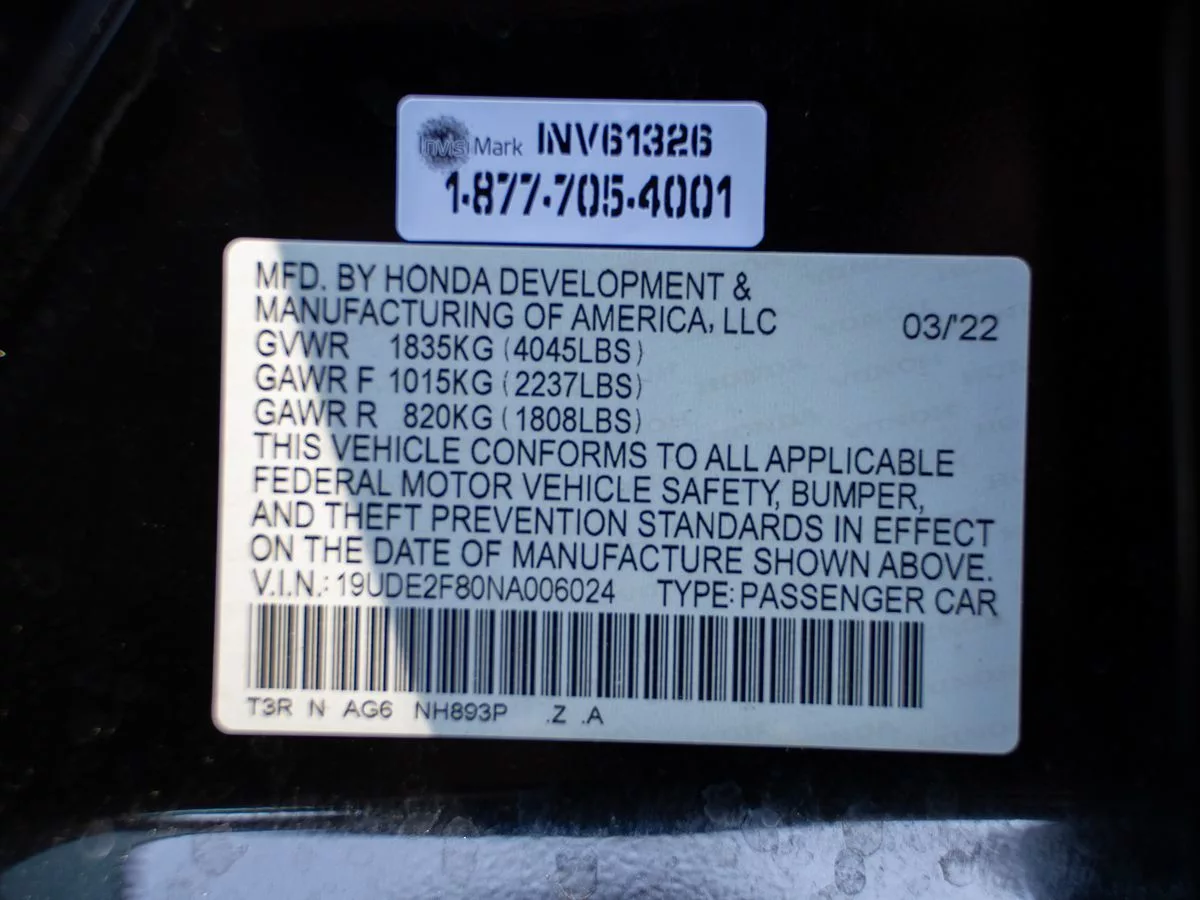 Invisi Mark INV61326
1-877-705-4001
MFD. BY HONDA DEVELOPMENT &
MANUFACTURING OF AMERICA, LLC
03/'22
GVWR 1835KG (4045LBS)
GAWR F 1015KG (2237LBS)
GAWR R 820KG (1808LBS)
THIS VEHICLE CONFORMS TO ALL APPLICABLE
FEDERAL MOTOR VEHICLE SAFETY, BUMPER,
AND THEFT PREVENTION STANDARDS IN EFFECT
ON THE DATE OF MANUFACTURE SHOWN ABOVE.
V.I.N.: 19UDE2F80NA006024 TYPE: PASSENGER CAR
T3R N AG6 NH893P .Z .A